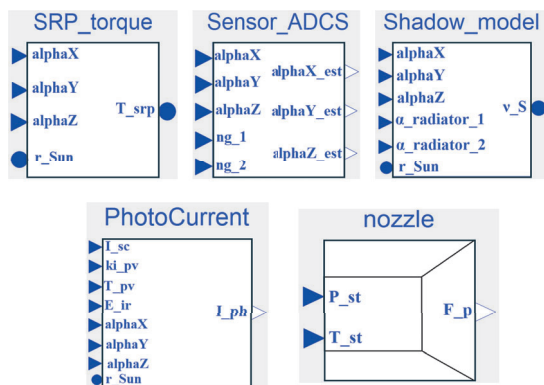 SRP_torque
alphaX
alphaY
alphaZ
r_Sun
T_srp
Sensor_ADCS
alphaX
alphaY
alphaZ
ng_1
ng_2
alphaX_est
alphaY_est
alphaZ_est
Shadow_model
alphaX
alphaY
alphaZ
α_radiator_1
α_radiator_2
r_Sun
ν_S
PhotoCurrent
I_sc
ki_pv
T_pv
E_ir
alphaX
alphaY
alphaZ
r_Sun
I_ph
nozzle
P_st
T_st
F_p